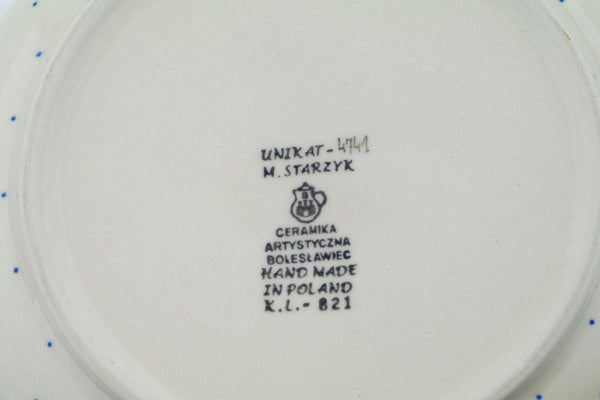 UNIKAT - 4741
M. STARZYK
B
CERAMIKA
ARTYSTYCZNA
BOLESŁAWIEC
HAND MADE
IN POLAND
K.L. - 821